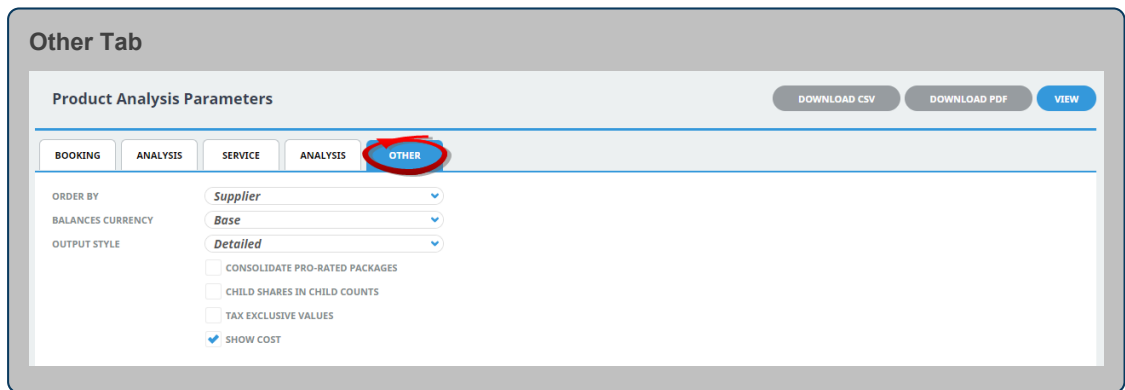 Other Tab
Product Analysis Parameters
DOWNLOAD CSV
DOWNLOAD PDF
VIEW
BOOKING
ANALYSIS
SERVICE
ANALYSIS
OTHER
ORDER BY
Supplier
BALANCES CURRENCY
Base
OUTPUT STYLE
Detailed
CONSOLIDATE PRO-RATED PACKAGES
CHILD SHARES IN CHILD COUNTS
TAX EXCLUSIVE VALUES
SHOW COST